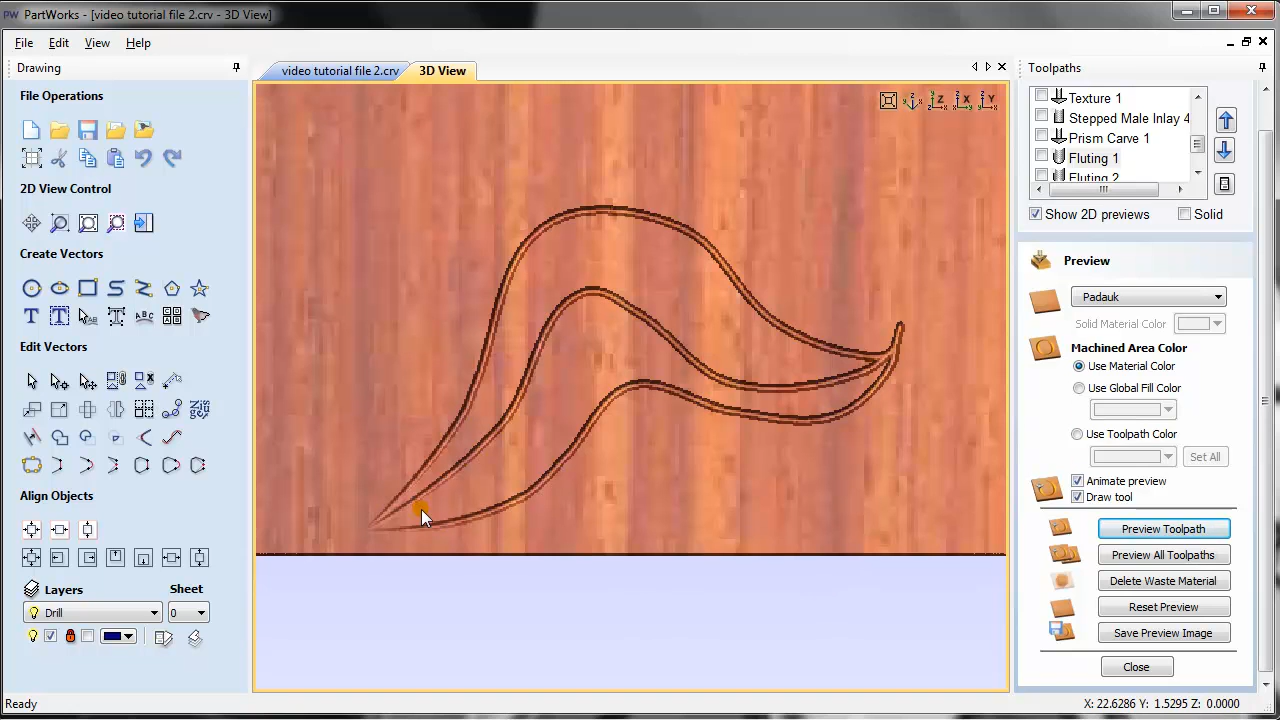 PW PartWorks - [video tutorial file 2.crv - 3D View]
File Edit View Help
Drawing
video tutorial file 2.crv
3D View
Toolpaths
File Operations
2D View Control
Create Vectors
Edit Vectors
Align Objects
Layers Sheet
Drill 0
Texture 1
Stepped Male Inlay 4
Prism Carve 1
Fluting 1
Fluting 2
Show 2D previews Solid
Preview
Padauk
Solid Material Color
Machined Area Color
Use Material Color
Use Global Fill Color
Use Toolpath Color
Set All
Animate preview
Draw tool
Preview Toolpath
Preview All Toolpaths
Delete Waste Material
Reset Preview
Save Preview Image
Close
Ready
X: 22.6286 Y: 1.5295 Z: 0.0000